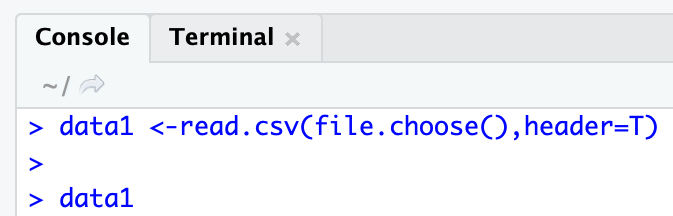 Console Terminal ×
~/
> data1 <-read.csv(file.choose(),header=T)
>
> data1